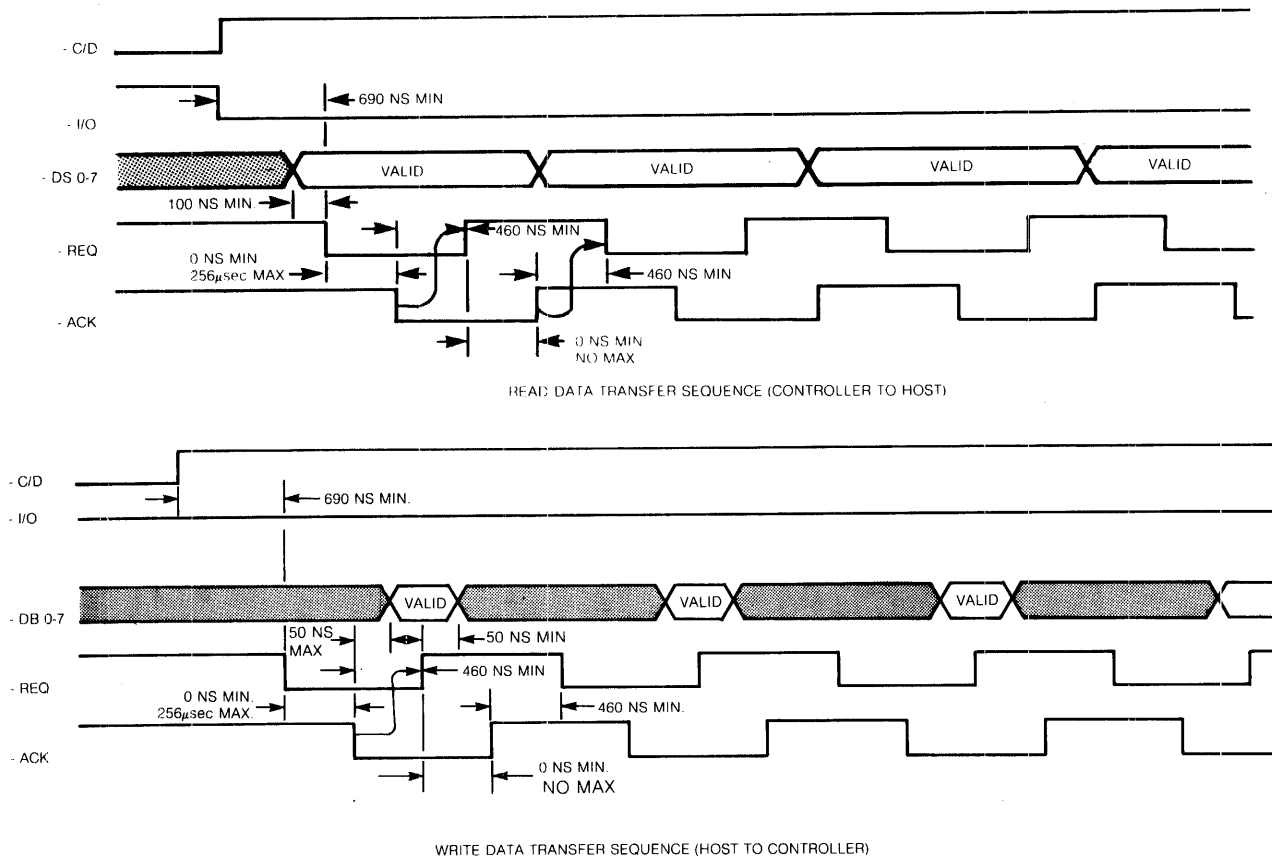 - C/D
690 NS MIN
- I/O
- DS 0-7
VALID VALID VALID VALID
100 NS MIN.
- REQ
460 NS MIN
0 NS MIN
256µsec MAX
460 NS MIN
- ACK
0 NS MIN
NO MAX
READ DATA TRANSFER SEQUENCE (CONTROLLER TO HOST)
- C/D
690 NS MIN.
- I/O
- DB 0-7
VALID VALID VALID
50 NS
MAX
50 NS MIN
- REQ
460 NS MIN
0 NS MIN.
256µsec MAX.
460 NS MIN.
- ACK
0 NS MIN.
NO MAX
WRITE DATA TRANSFER SEQUENCE (HOST TO CONTROLLER)